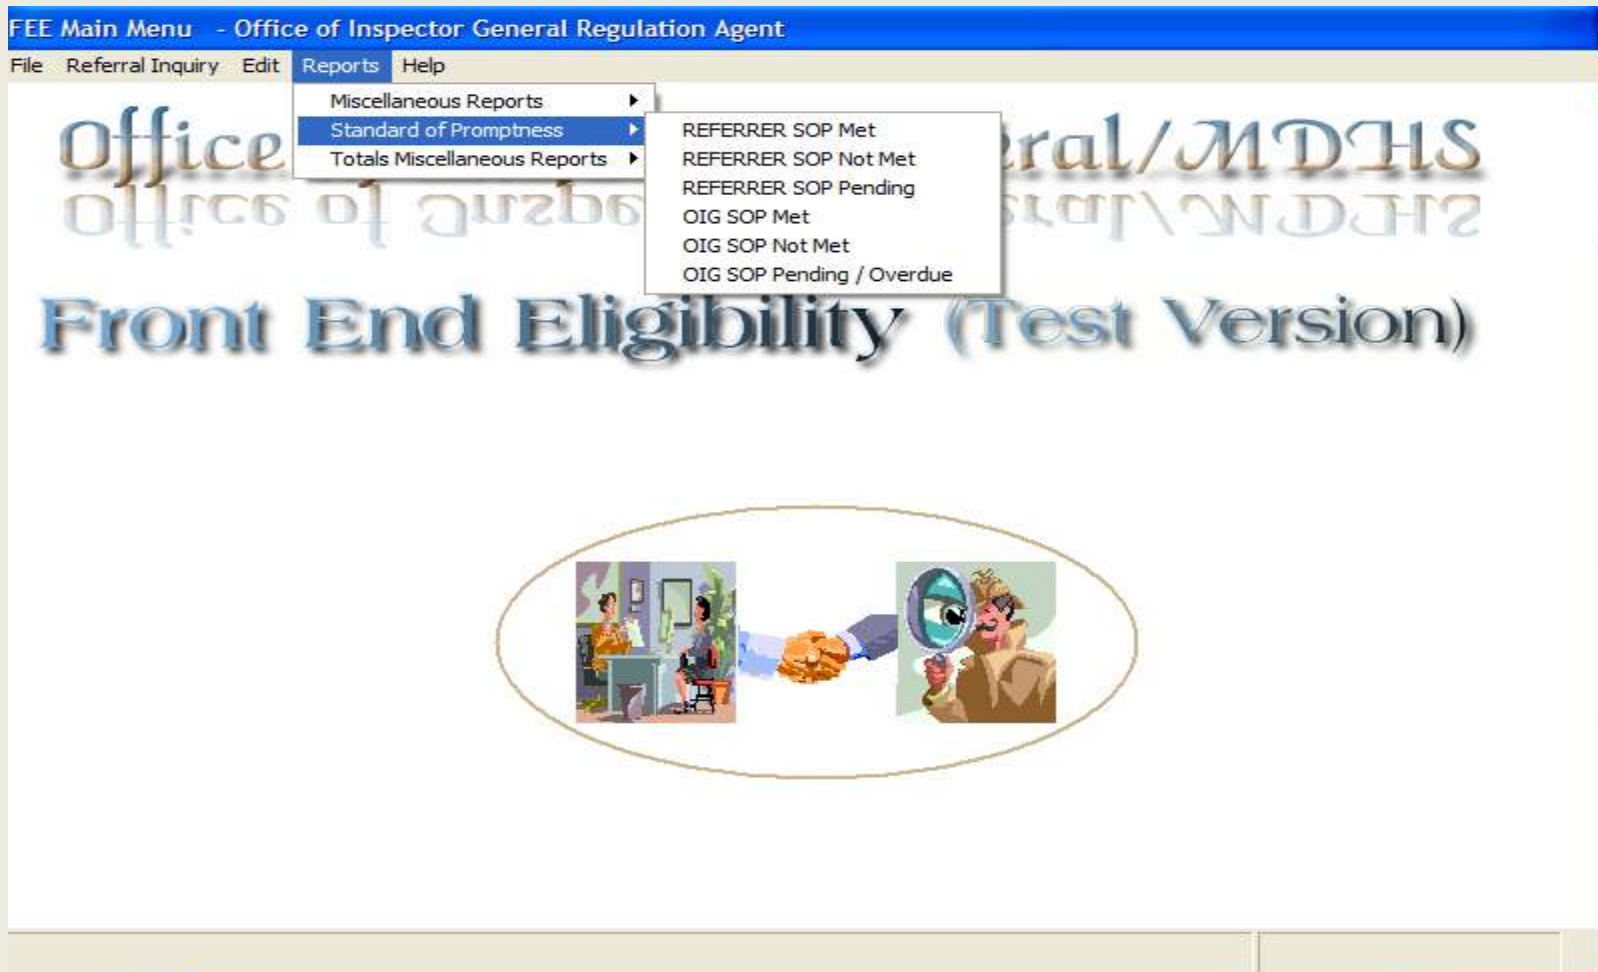 FEE Main Menu - Office of Inspector General Regulation Agent
File Referral Inquiry Edit Reports Help
Miscellaneous Reports
Standard of Promptness
Totals Miscellaneous Reports
REFERRER SOP Met
REFERRER SOP Not Met
REFERRER SOP Pending
OIG SOP Met
OIG SOP Not Met
OIG SOP Pending / Overdue
Office ral/MDHS
Front End Eligibility (Test Version)